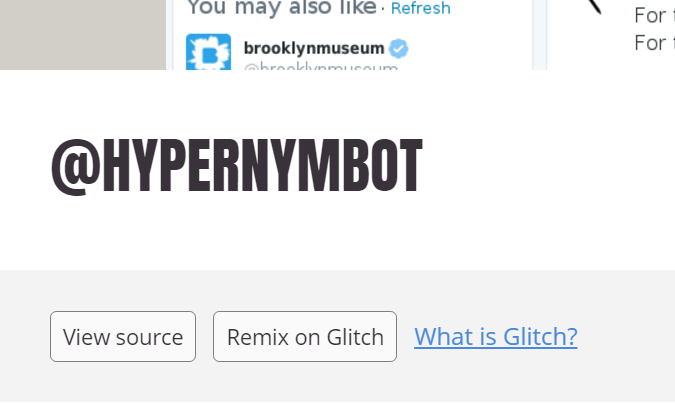 You may also like · Refresh
brooklynmuseum
@brooklynmuseum
For
For
@HYPERNYMBOT
View source
Remix on Glitch
What is Glitch?